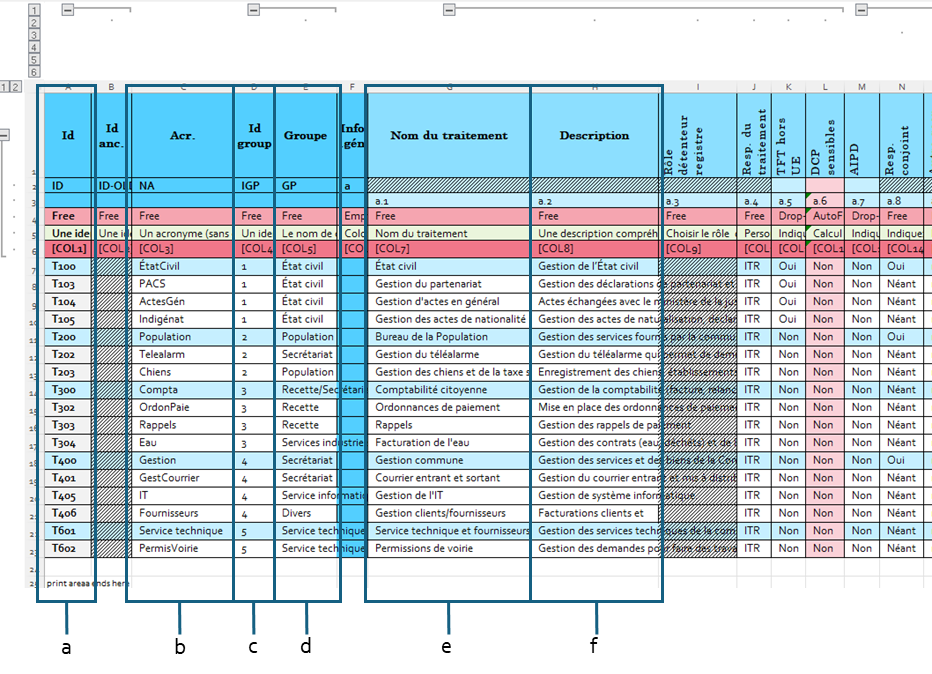 1
2
3
4
5
6
1 2
A B C D E F G H I J K L M N
Id Id anc. Acr. Id group Groupe Info .gén Nom du traitement Description Rôle détenteur registre Resp. du traitement TFT hors UE DCP sensibles AIPD Resp. conjoint
ID ID-OL NA IGP GP a
a.1 a.2 a.3 a.4 a.5 a.6 a.7 a.8
Free Free Free Free Free Emp Free Free Free Free Drop- AutoF Drop- Free
Une ide Une id Un acronyme (sans Un ide Le nom de Colo Nom du traitement Une description compréh Choisir le rôle Perso Indiqu Calcul Indiqu Indique
[COL1] [COL [COL3] [COL4 [COL5] [COL7] [COL8] [COL9] [COL [COL [COL1 [COL1 [COL14
T100 ÉtatCivil 1 État civil État civil Gestion de l'État civil ITR Oui Non Non Oui
T103 PACS 1 État civil Gestion du partenariat Gestion des déclarations de partenariat et ITR Oui Non Non Néant
T104 ActesGén 1 État civil Gestion d'actes en général Actes échangées avec le ministère de la jus ITR Oui Non Non Néant
T105 Indigénat 1 État civil Gestion des actes de nationalité Gestion des actes de naturalisation, déclar ITR Oui Non Non Néant
T200 Population 2 Population Bureau de la Population Gestion des services fournis par la commu ITR Non Non Non Oui
T202 Telealarm 2 Secrétariat Gestion du téléalarme Gestion du téléalarme qui permet de dem ITR Non Non Non Néant
T203 Chiens 2 Population Gestion des chiens et de la taxe s Enregistrement des chiens, établissements ITR Non Non Non Néant
T300 Compta 3 Recette/Secrétari Comptabilité citoyenne Gestion de la comptabilité (facture, relanc ITR Non Non Non Néant
T302 OrdonPaie 3 Recette Ordonnances de paiement Mise en place des ordonnances de paieme ITR Non Non Non Néant
T303 Rappels 3 Recette Rappels Gestion des rappels de paiement ITR Non Non Non Néant
T304 Eau 3 Services industrie Facturation de l'eau Gestion des contrats (eau, déchets) et de l ITR Non Non Non Néant
T400 Gestion 4 Secrétariat Gestion commune Gestion des services et des biens de la Con ITR Non Non Non Oui
T401 GestCourrier 4 Secrétariat Courrier entrant et sortant Gestion du courrier entrant et mis à distrib ITR Non Non Non Néant
T405 IT 4 Service informatio Gestion de l'IT Gestion de système informatique. ITR Non Non Non Néant
T406 Fournisseurs 4 Divers Gestion clients/fournisseurs Facturations clients et ITR Non Non Non Néant
T601 Service technique 5 Service technique Service technique et fournisseurs Gestion des services techniques de la com ITR Non Non Non Néant
T602 PermisVoirie 5 Service technique Permissions de voirie Gestion des demandes pour faire des trava ITR Non Non Non Néant
print areaa ends here
a b c d e f